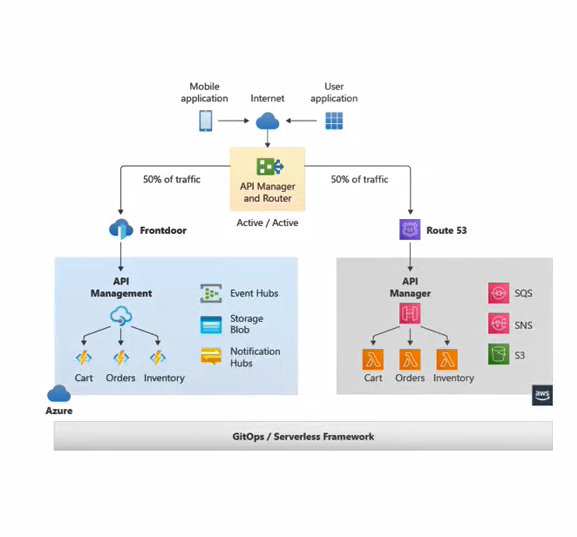 Mobile
application
Internet
User
application
50% of traffic
API Manager
and Router
50% of traffic
Active / Active
Frontdoor
53
Route 53
API
Management
Event Hubs
Storage
Blob
Notification
Hubs
Cart
Orders
Inventory
Azure
API
Manager
SQS
SNS
S3
Cart
Orders
Inventory
aws
GitOps / Serverless Framework